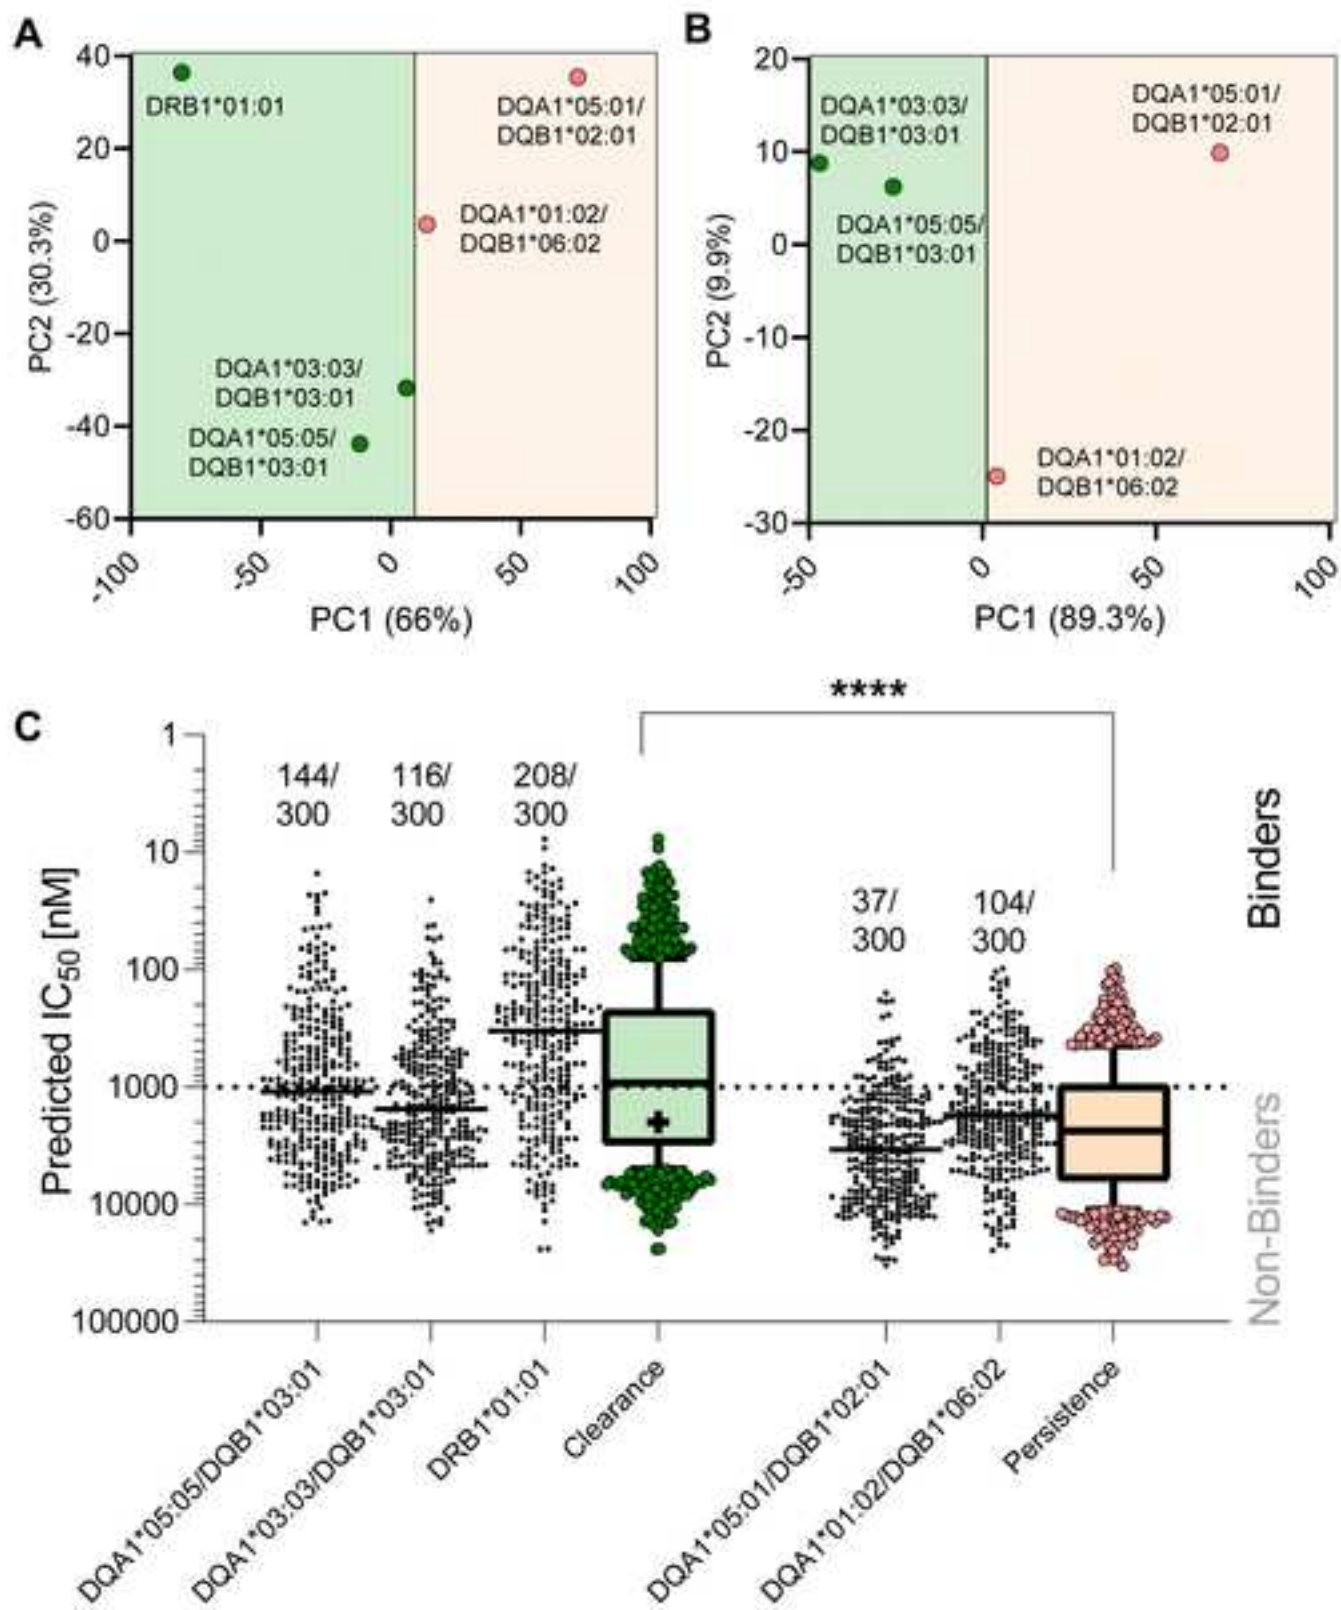 A
40
20
0
-20
-40
-60
PC2 (30.3%)
-100
-50
0
50
100
PC1 (66%)
DRB1*01:01
DQA1*05:01/
DQB1*02:01
DQA1*01:02/
DQB1*06:02
DQA1*03:03/
DQB1*03:01
DQA1*05:05/
DQB1*03:01
B
20
10
0
-10
-20
-30
PC2 (9.9%)
-50
0
50
100
PC1 (89.3%)
DQA1*03:03/
DQB1*03:01
DQA1*05:01/
DQB1*02:01
DQA1*05:05/
DQB1*03:01
DQA1*01:02/
DQB1*06:02
C
****
1
10
100
1000
10000
100000
Predicted IC50 [nM]
144/
300
116/
300
208/
300
37/
300
104/
300
Binders
Non-Binders
DQA1*05:05/DQB1*03:01
DQA1*03:03/DQB1*03:01
DRB1*01:01
Clearance
DQA1*05:01/DQB1*02:01
DQA1*01:02/DQB1*06:02
Persistence